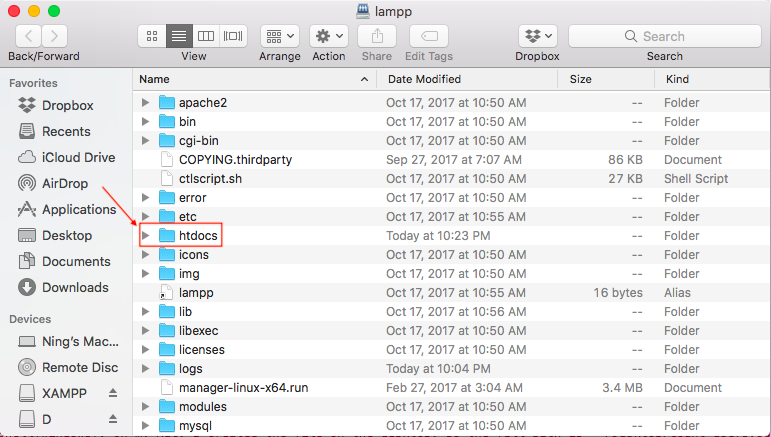 lampp
Back/Forward View Arrange Action Share Edit Tags Dropbox Search Search
Favorites
Dropbox
Recents
iCloud Drive
AirDrop
Applications
Desktop
Documents
Downloads
Devices
Ning's Mac...
Remote Disc
XAMPP
D
Name Date Modified Size Kind
apache2 Oct 17, 2017 at 10:50 AM -- Folder
bin Oct 17, 2017 at 10:50 AM -- Folder
cgi-bin Oct 17, 2017 at 10:50 AM -- Folder
COPYING.thirdparty Sep 27, 2017 at 7:07 AM 86 KB Document
ctlscript.sh Oct 17, 2017 at 10:50 AM 27 KB Shell Script
error Oct 17, 2017 at 10:50 AM -- Folder
etc Oct 17, 2017 at 10:55 AM -- Folder
htdocs Today at 10:23 PM -- Folder
icons Oct 17, 2017 at 10:50 AM -- Folder
img Oct 17, 2017 at 10:50 AM -- Folder
lampp Oct 17, 2017 at 10:55 AM 16 bytes Alias
lib Oct 17, 2017 at 10:56 AM -- Folder
libexec Oct 17, 2017 at 10:50 AM -- Folder
licenses Oct 17, 2017 at 10:50 AM -- Folder
logs Today at 10:04 PM -- Folder
manager-linux-x64.run Feb 27, 2017 at 3:04 AM 3.4 MB Document
modules Oct 17, 2017 at 10:50 AM -- Folder
mysql Oct 17, 2017 at 10:50 AM -- Folder